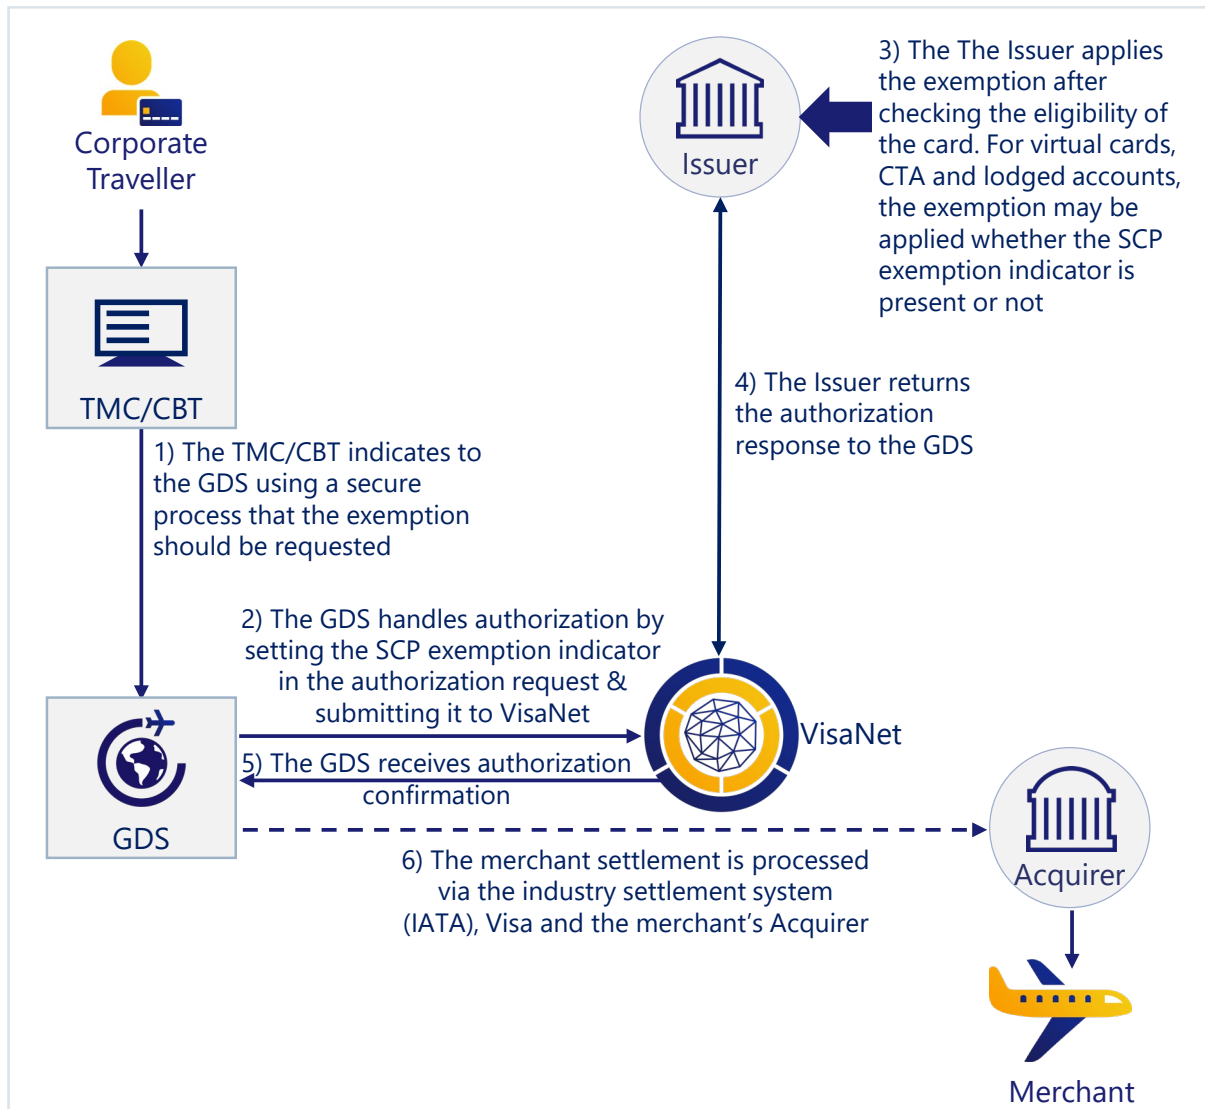 Corporate
Traveller
TMC/CBT
1) The TMC/CBT indicates to
the GDS using a secure
process that the exemption
should be requested
2) The GDS handles authorization by
setting the SCP exemption indicator
in the authorization request &
submitting it to VisaNet
Issuer
3) The The Issuer applies
the exemption after
checking the eligibility of
the card. For virtual cards,
CTA and lodged accounts,
the exemption may be
applied whether the SCP
exemption indicator is
present or not
4) The Issuer returns
the authorization
response to the GDS
VisaNet
5) The GDS receives authorization
confirmation
GDS
6) The merchant settlement is processed
via the industry settlement system
(IATA), Visa and the merchant’s Acquirer
Acquirer
Merchant